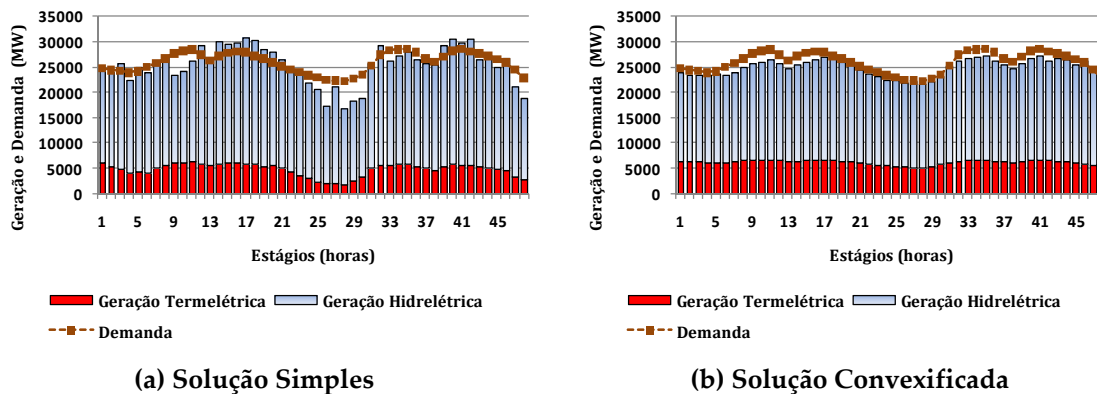 Geração e Demanda (MW)
35000
30000
25000
20000
15000
10000
5000
0
1 5 9 13 17 21 25 29 33 37 41 45
Estágios (horas)
Geração Termelétrica Geração Hidrelétrica
Demanda
(a) Solução Simples
Geração e Demanda (MW)
35000
30000
25000
20000
15000
10000
5000
0
1 5 9 13 17 21 25 29 33 37 41 45
Estágios (horas)
Geração Termelétrica Geração Hidrelétrica
Demanda
(b) Solução Convexificada